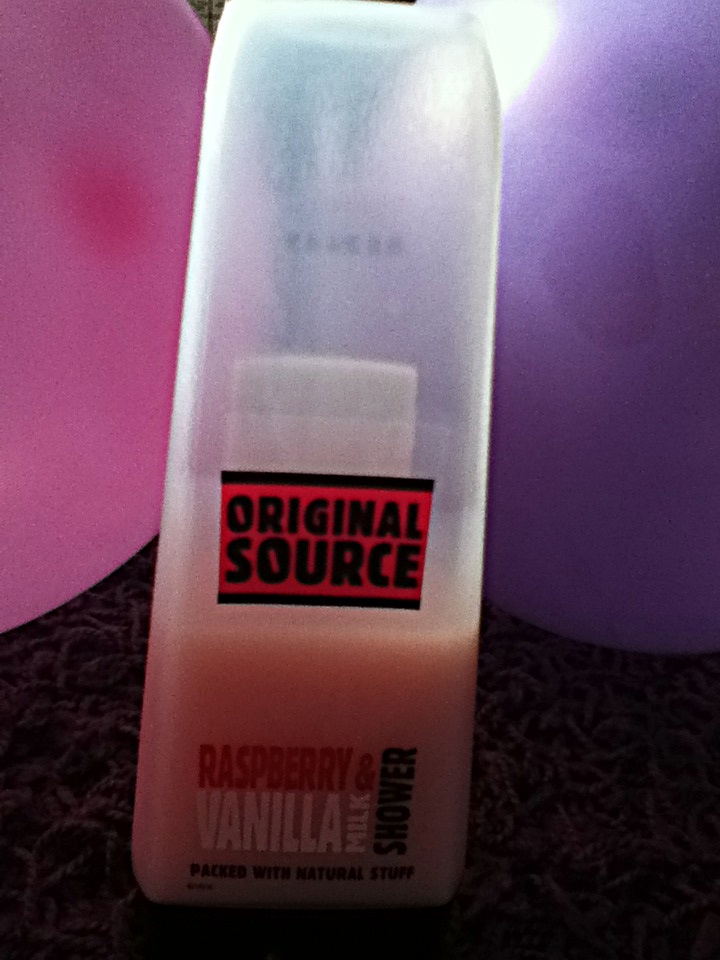 ORIGINAL
SOURCE
RASPBERRY &
VANILLA
MILK
SHOWER
PACKED WITH NATURAL STUFF